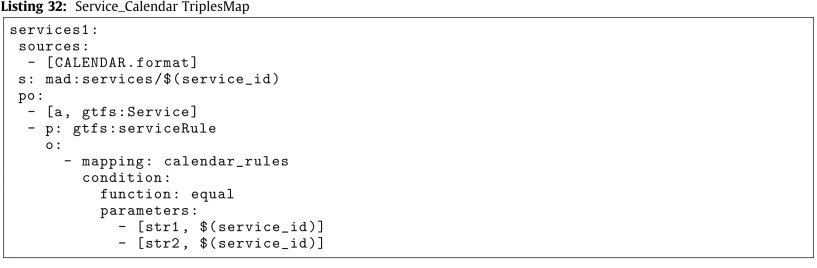 Listing 32: Service_Calendar TriplesMap
services1:
 sources:
  - [CALENDAR.format]
 s: mad:services/$(service_id)
 po:
  - [a, gtfs:Service]
  - p: gtfs:serviceRule
    o:
      - mapping: calendar_rules
        condition:
          function: equal
          parameters:
            - [str1, $(service_id)]
            - [str2, $(service_id)]